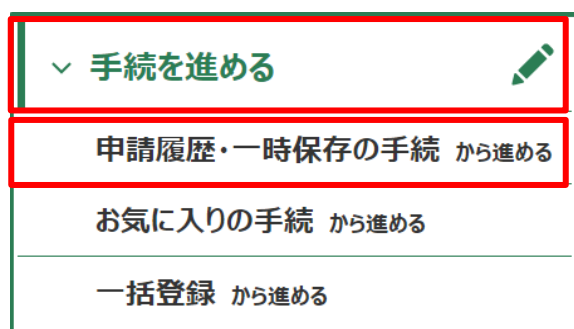 手続を進める
申請履歴・一時保存の手続 から進める
お気に入りの手続 から進める
一括登録 から進める